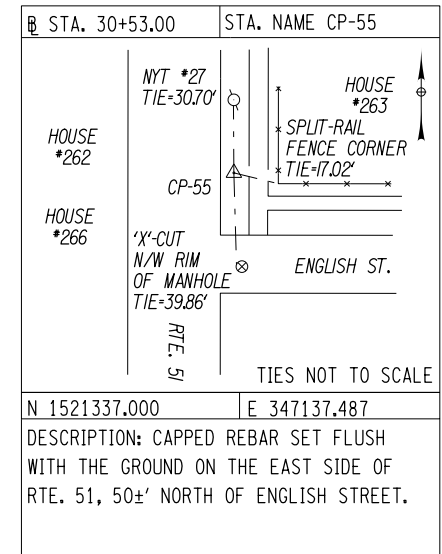 ℔ STA. 30+53.00
STA. NAME CP-55
NYT #27
TIE=30.70'
HOUSE
#263
HOUSE
#262
SPLIT-RAIL
FENCE CORNER
TIE=17.02'
CP-55
HOUSE
#266
'X'-CUT
N/W RIM
OF MANHOLE
TIE=39.86'
ENGLISH ST.
RTE. 51
TIES NOT TO SCALE
N 1521337.000
E 347137.487
DESCRIPTION: CAPPED REBAR SET FLUSH
WITH THE GROUND ON THE EAST SIDE OF
RTE. 51, 50±' NORTH OF ENGLISH STREET.